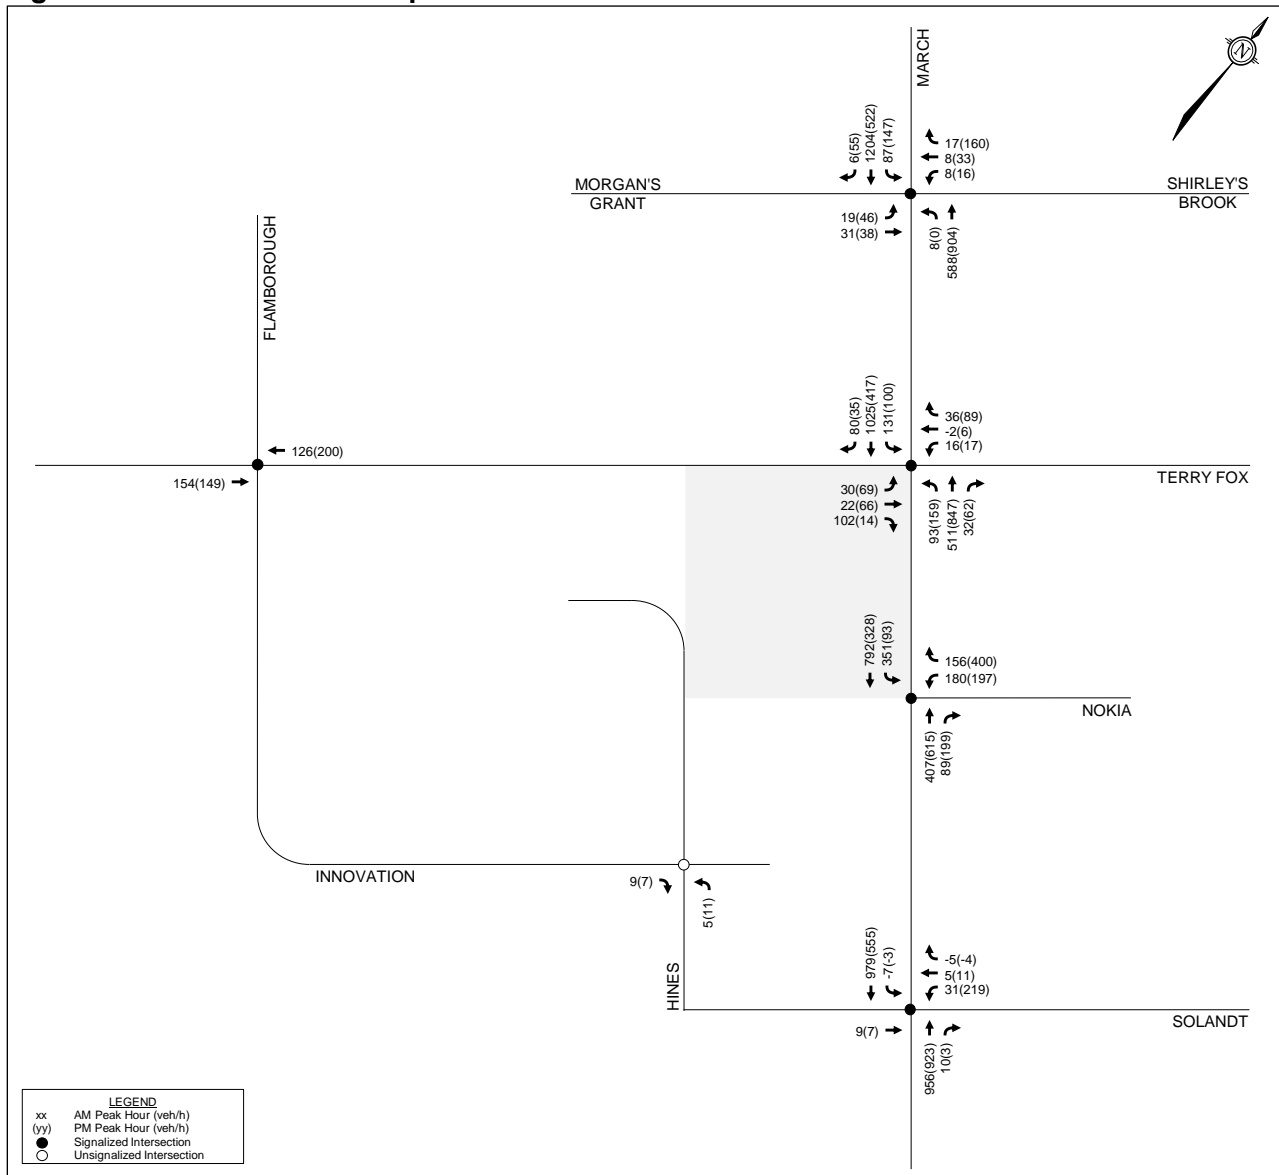 MARCH
N
6(55)
1204(522)
87(147)
17(160)
8(33)
8(16)
MORGAN'S
GRANT
SHIRLEY'S
BROOK
19(46)
31(38)
8(0)
588(904)
FLAMBOROUGH
80(35)
1025(417)
131(100)
36(89)
-2(6)
16(17)
126(200)
154(149)
TERRY FOX
30(69)
22(66)
102(14)
93(159)
511(847)
32(62)
792(328)
351(93)
156(400)
180(197)
NOKIA
407(615)
89(199)
INNOVATION
9(7)
5(11)
HINES
979(555)
-7(-3)
-5(-4)
5(11)
31(219)
SOLANDT
9(7)
956(923)
10(3)
LEGEND
xx AM Peak Hour (veh/h)
(yy) PM Peak Hour (veh/h)
Signalized Intersection
Unsignalized Intersection